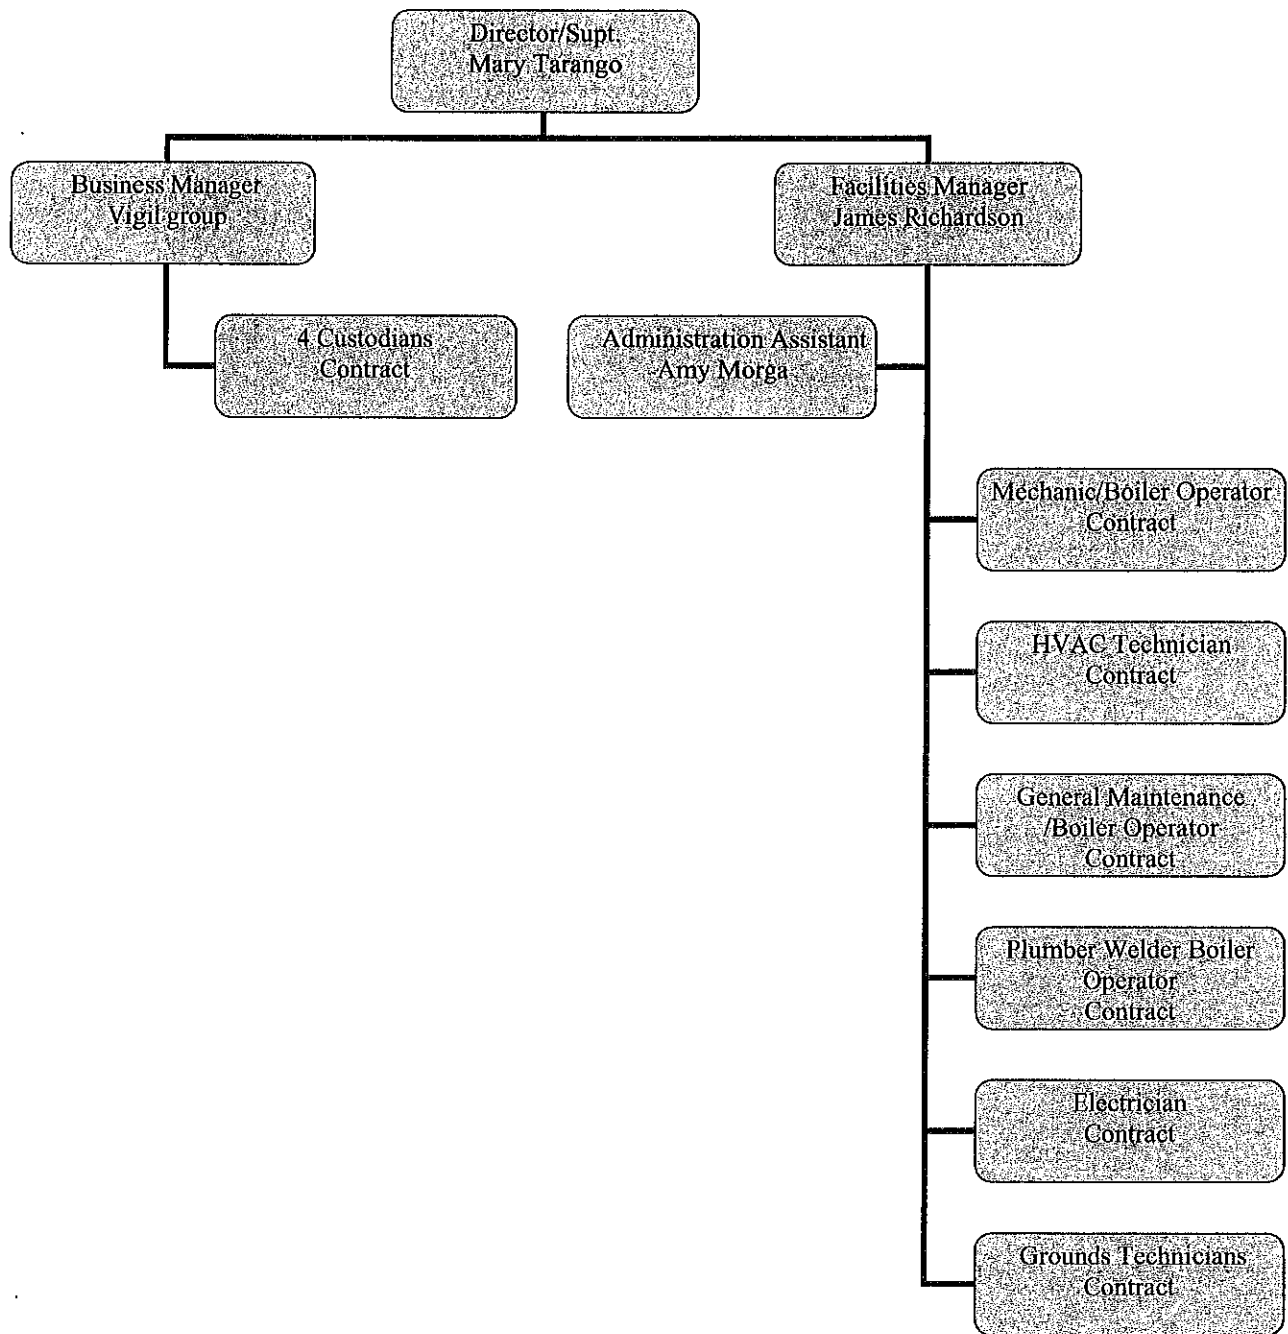 Director/Supt.
Mary Tarango
Business Manager
Vigil group
Facilities Manager
James Richardson
4 Custodians
Contract
Administration Assistant
Amy Morga
Mechanic/Boiler Operator
Contract
HVAC Technician
Contract
General Maintenance
/Boiler Operator
Contract
Plumber Welder Boiler
Operator
Contract
Electrician
Contract
Grounds Technicians
Contract